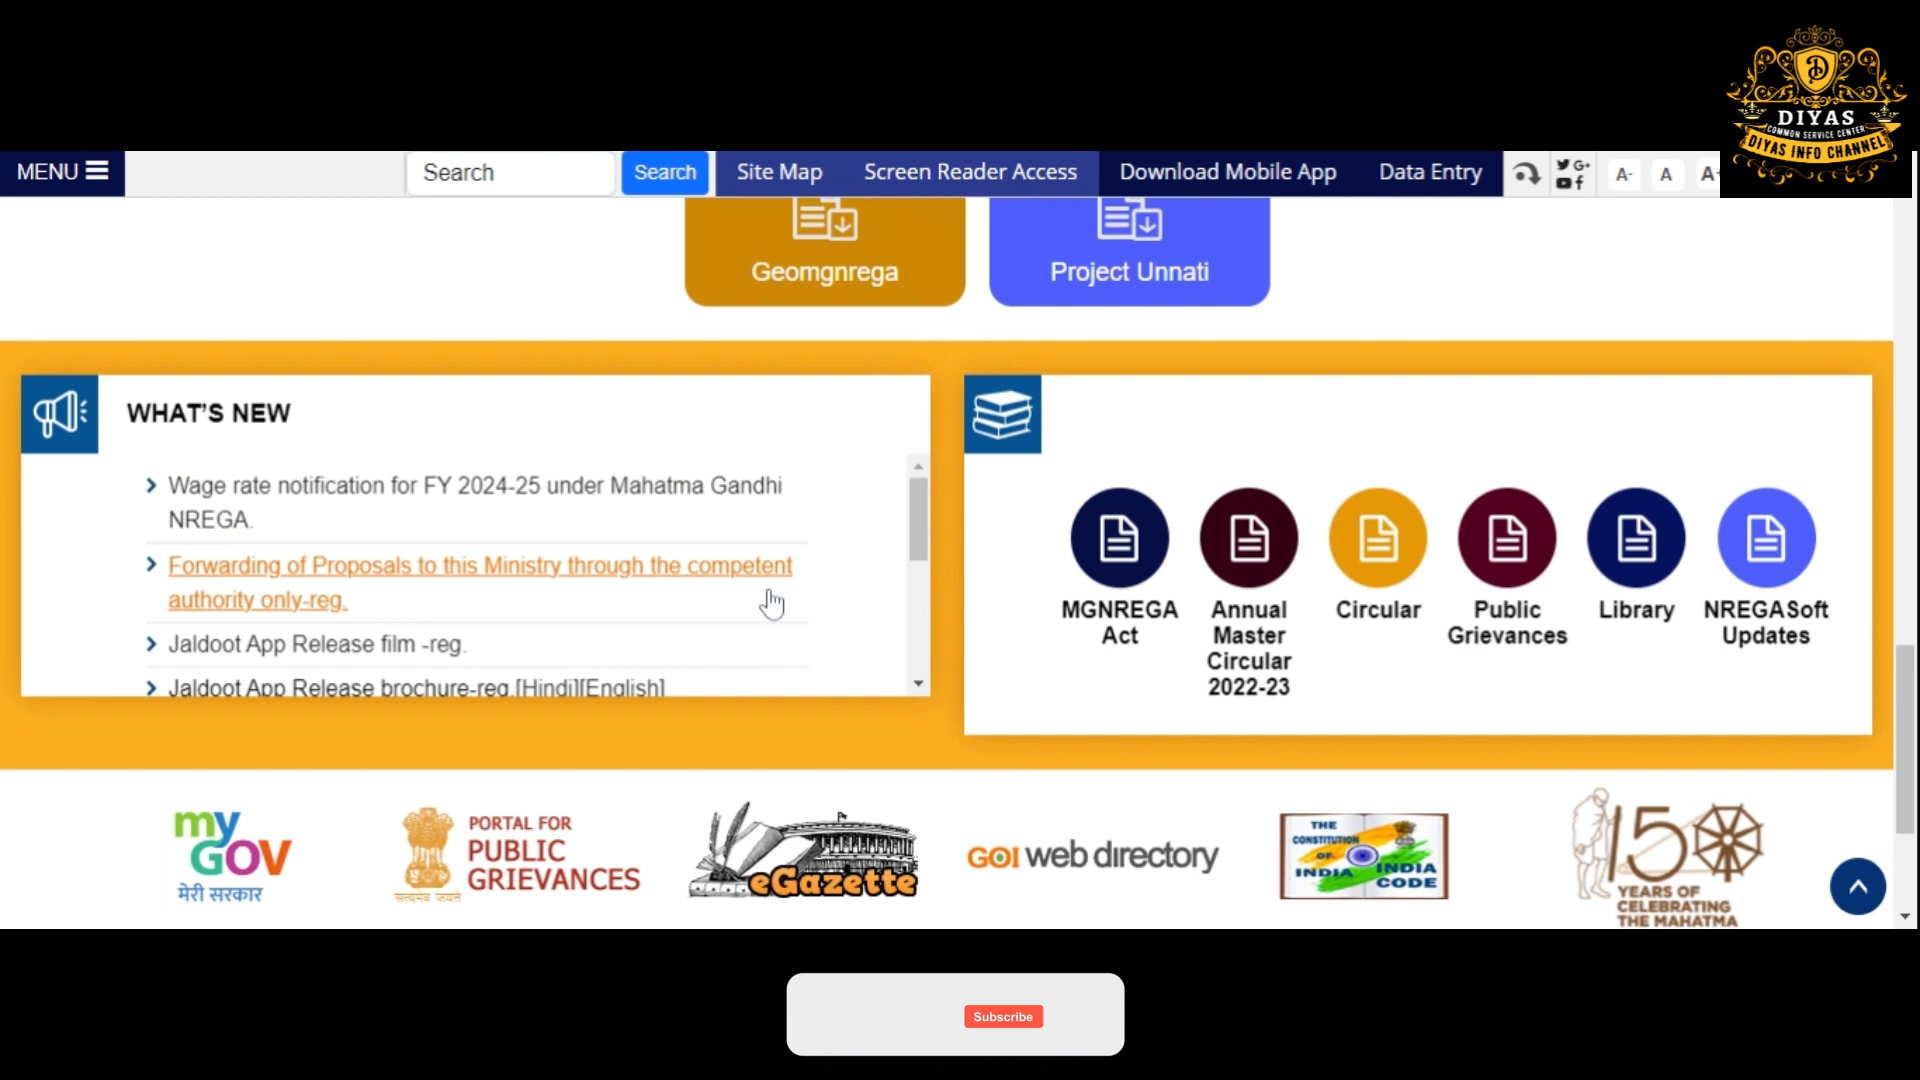 DIYAS
COMMON SERVICE CENTER
DIYAS INFO CHANNEL
MENU
Search
Search
Site Map
Screen Reader Access
Download Mobile App
Data Entry
A-
A
A+
Geomgnrega
Project Unnati
WHAT'S NEW
Wage rate notification for FY 2024-25 under Mahatma Gandhi
NREGA.
Forwarding of Proposals to this Ministry through the competent
authority only-reg.
Jaldoot App Release film -reg.
Jaldoot App Release brochure-reg.[Hindi][English]
MGNREGA
Act
Annual
Master
Circular
2022-23
Circular
Public
Grievances
Library
NREGASoft
Updates
my
GOV
मेरी सरकार
सत्यमेव जयते
PORTAL FOR
PUBLIC
GRIEVANCES
eGazette
GOI web directory
THE
CONSTITUTION
OF
INDIA
INDIA
CODE
150
YEARS OF
CELEBRATING
THE MAHATMA
Subscribe